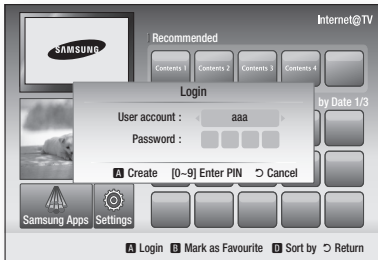 Internet@TV
SAMSUNG
Recommended
Contents 1 Contents 2 Contents 3 Contents 4
by Date 1/3
Login
User account : aaa
Password :
A Create [0~9] Enter PIN Cancel
Samsung Apps Settings
A Login B Mark as Favourite D Sort by Return